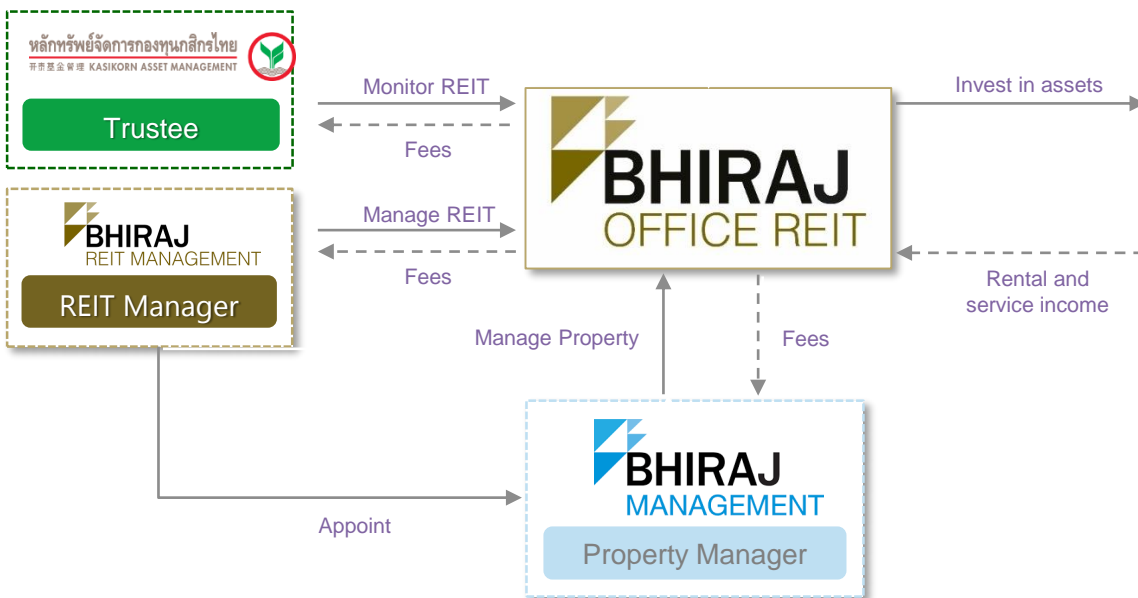 หลักทรัพย์จัดการกองทุนกสิกรไทย
开泰基金管理 KASIKORN ASSET MANAGEMENT
Trustee
Monitor REIT
Fees
BHIRAJ
OFFICE REIT
Invest in assets
BHIRAJ
REIT MANAGEMENT
REIT Manager
Manage REIT
Fees
Rental and
service income
Manage Property
Fees
Appoint
BHIRAJ
MANAGEMENT
Property Manager